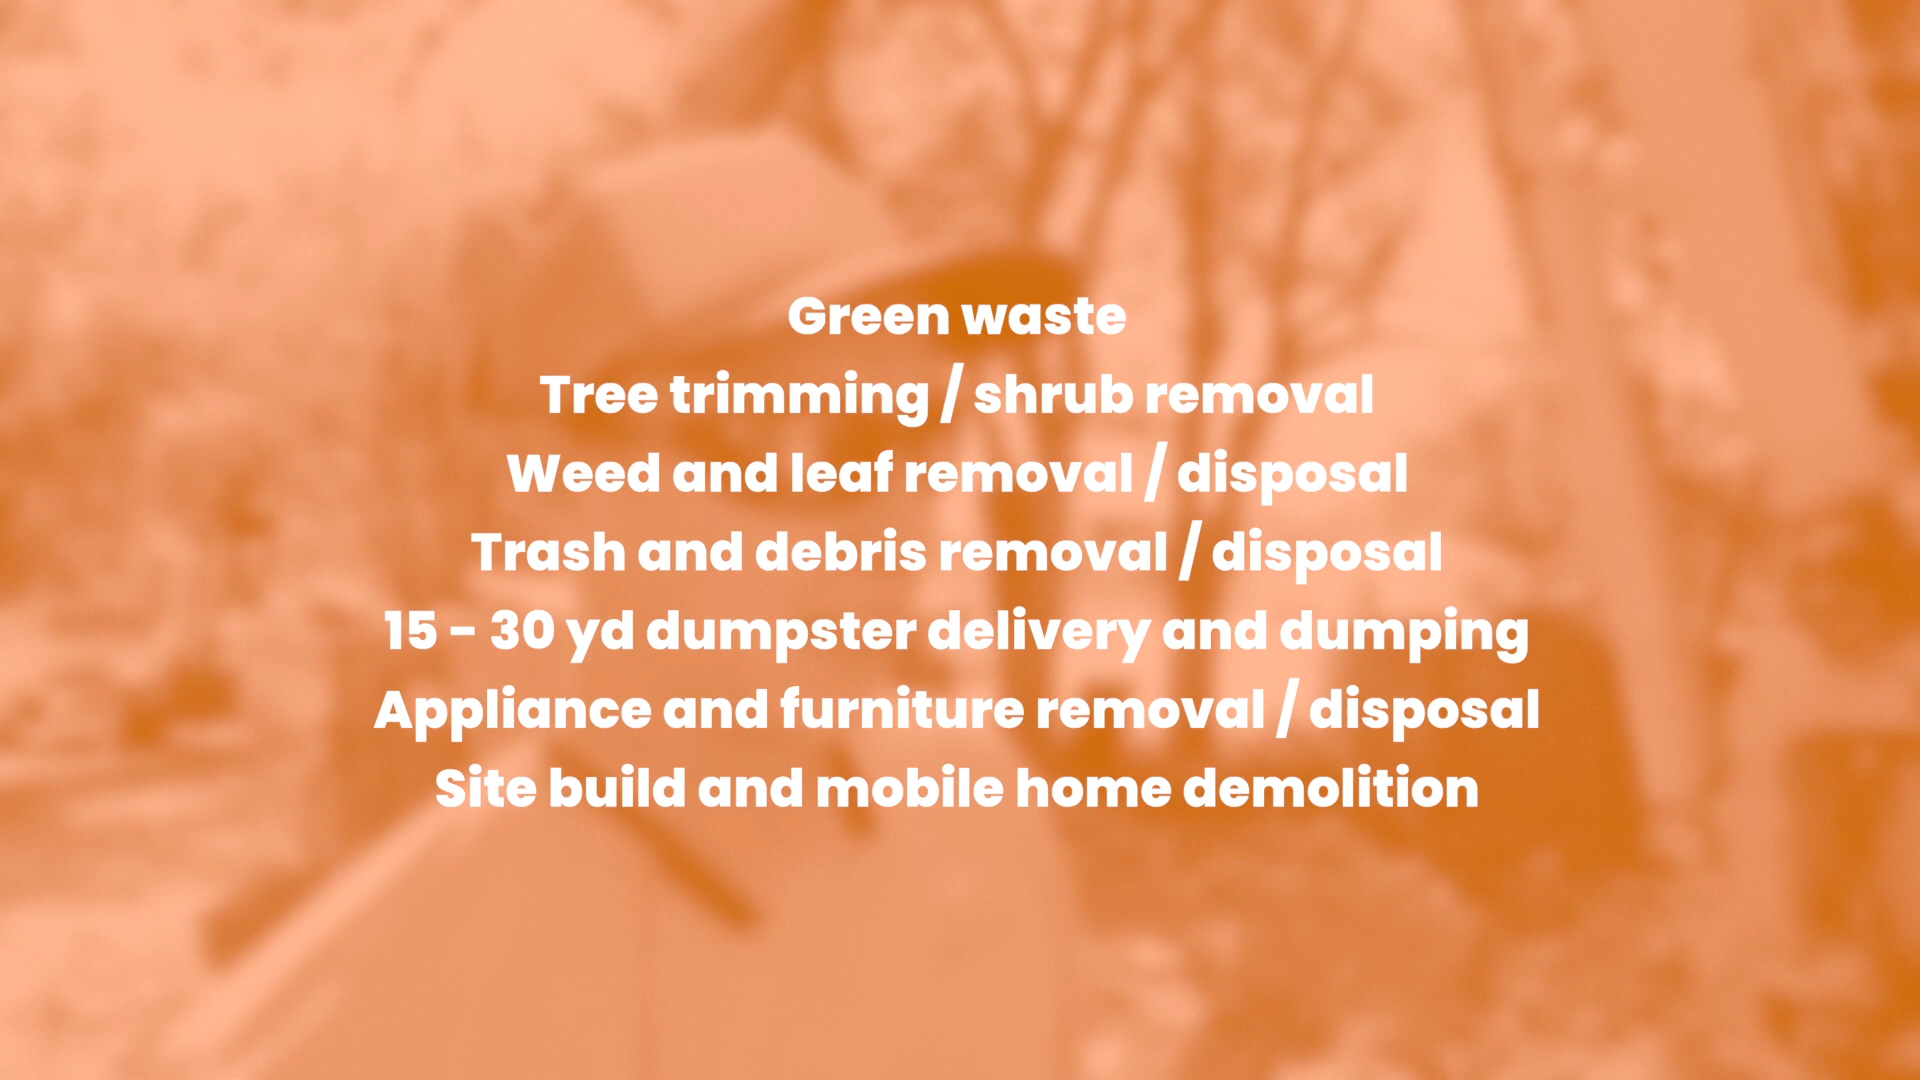 Green waste
Tree trimming / shrub removal
Weed and leaf removal / disposal
Trash and debris removal / disposal
15 - 30 yd dumpster delivery and dumping
Appliance and furniture removal / disposal
Site build and mobile home demolition